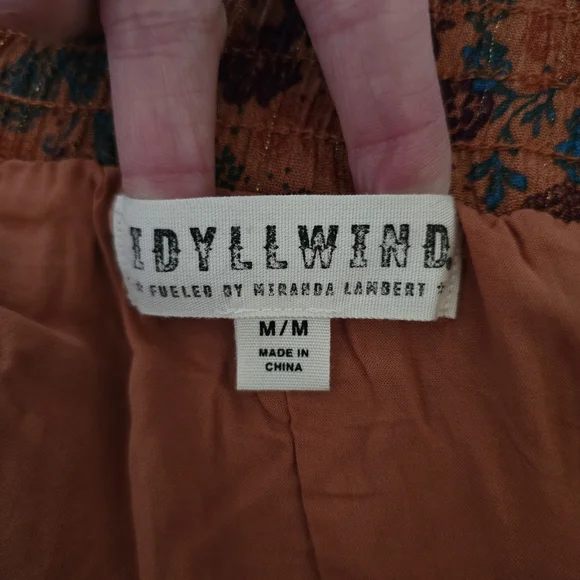 IDYLLWIND.
★ FUELED BY MIRANDA LAMBERT ★
M/M
MADE IN
CHINA